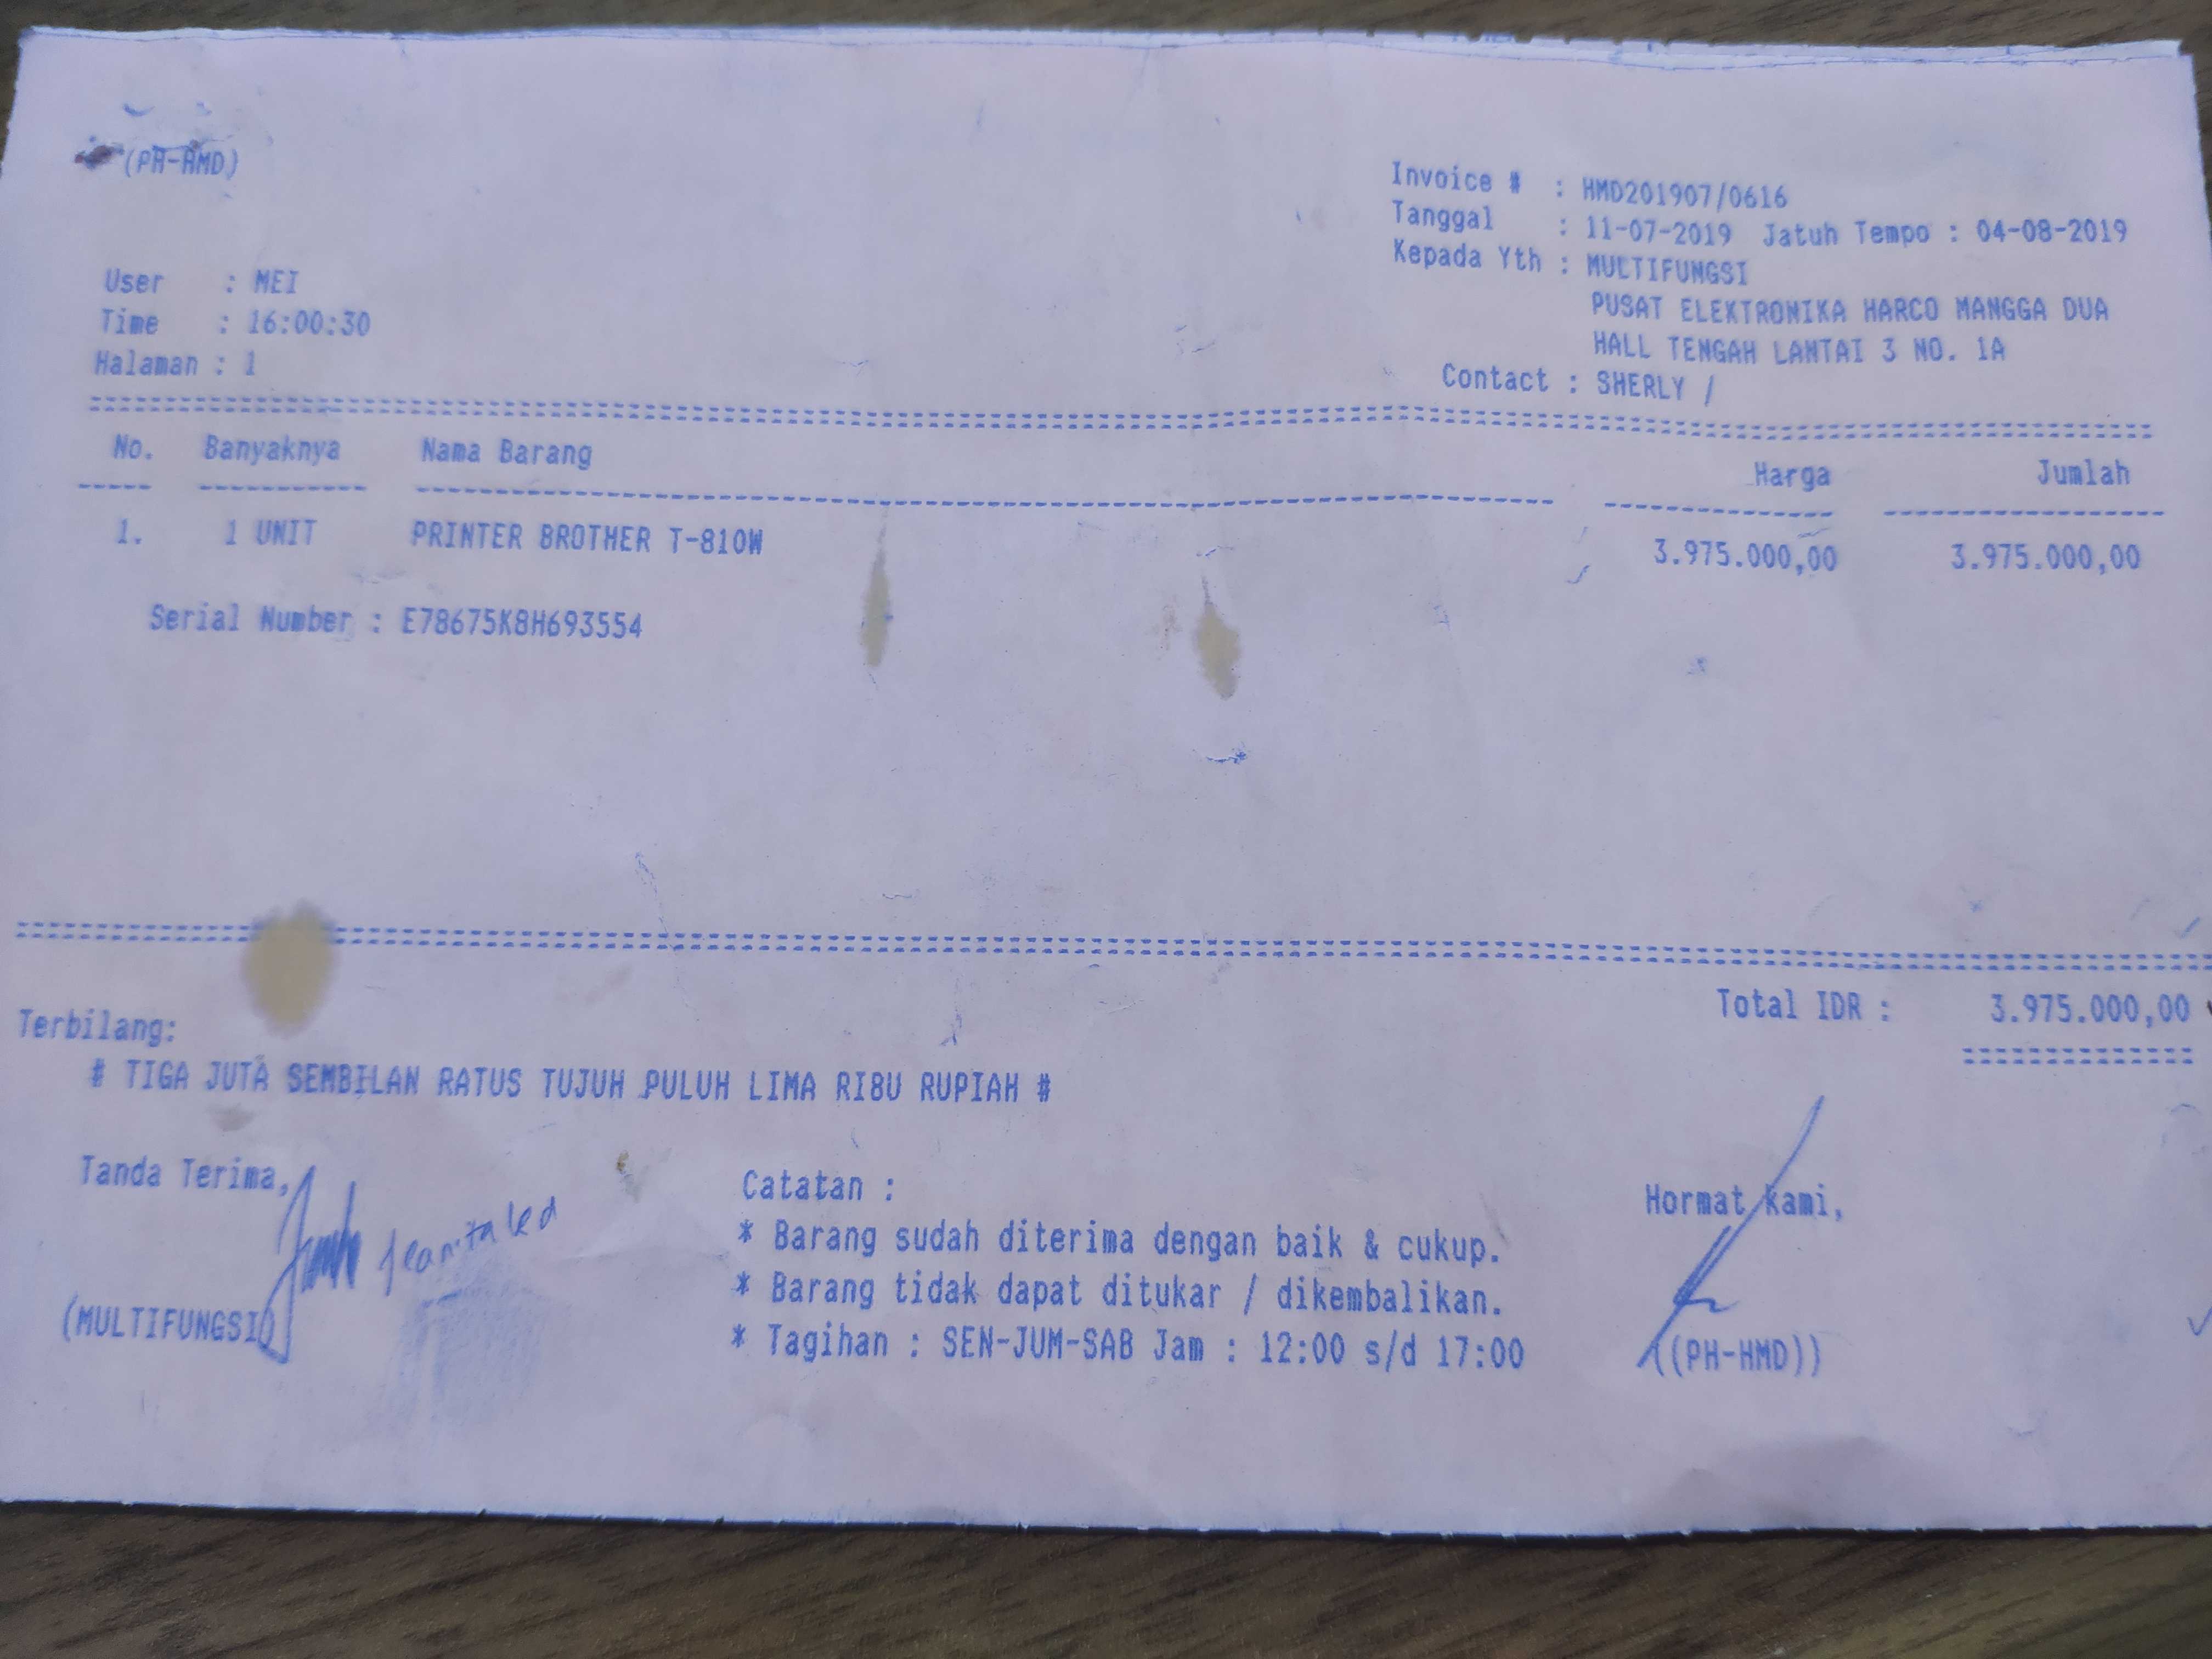 (PH-HMD)
Invoice # : HMD201907/0616
Tanggal : 11-07-2019 Jatuh Tempo : 04-08-2019
Kepada Yth : MULTIFUNGSI
PUSAT ELEKTRONIKA HARCO MANGGA DUA
HALL TENGAH LANTAI 3 NO. 1A
Contact : SHERLY /
User : MEI
Time : 16:00:30
Halaman : 1
No. Banyaknya Nama Barang Harga Jumlah
1. 1 UNIT PRINTER BROTHER T-810W 3.975.000,00 3.975.000,00
Serial Number : E78675K8H693554
Total IDR : 3.975.000,00
Terbilang:
# TIGA JUTA SEMBILAN RATUS TUJUH PULUH LIMA RIBU RUPIAH #
Tanda Terima,
(MULTIFUNGSI)
Catatan :
* Barang sudah diterima dengan baik & cukup.
* Barang tidak dapat ditukar / dikembalikan.
* Tagihan : SEN-JUM-SAB Jam : 12:00 s/d 17:00
Hormat kami,
((PH-HMD))